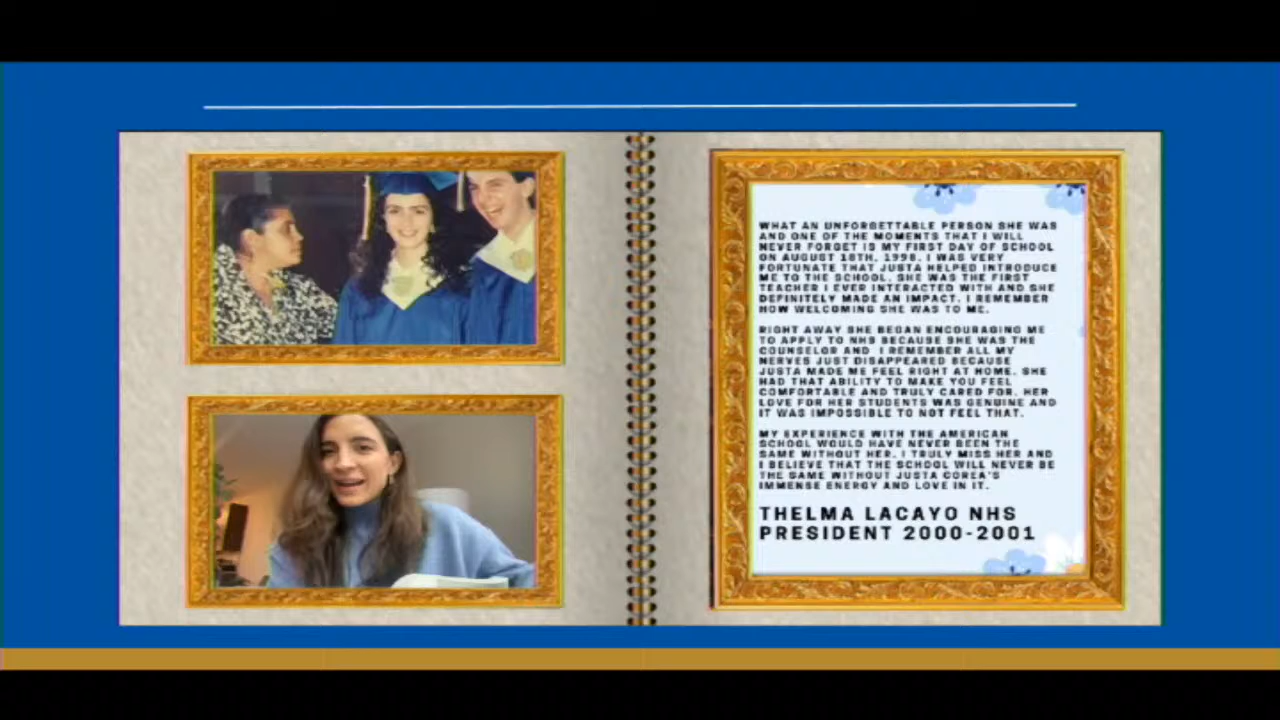 WHAT AN UNFORGETTABLE PERSON SHE WAS
AND ONE OF THE MOMENTS THAT I WILL
NEVER FORGET IS MY FIRST DAY OF SCHOOL
ON AUGUST 18TH, 1998. I WAS VERY
FORTUNATE THAT JUSTA HELPED INTRODUCE
ME TO THE SCHOOL. SHE WAS THE FIRST
TEACHER I EVER INTERACTED WITH AND SHE
DEFINITELY MADE AN IMPACT. I REMEMBER
HOW WELCOMING SHE WAS TO ME.
RIGHT AWAY SHE BEGAN ENCOURAGING ME
TO APPLY TO NHS BECAUSE SHE WAS THE
COUNSELOR AND I REMEMBER ALL MY
NERVES JUST DISAPPEARED BECAUSE
JUSTA MADE ME FEEL RIGHT AT HOME. SHE
HAD THAT ABILITY TO MAKE YOU FEEL
COMFORTABLE AND TRULY CARED FOR. HER
LOVE FOR HER STUDENTS WAS GENUINE AND
IT WAS IMPOSSIBLE TO NOT FEEL THAT.
MY EXPERIENCE WITH THE AMERICAN
SCHOOL WOULD HAVE NEVER BEEN THE
SAME WITHOUT HER. I TRULY MISS HER AND
I BELIEVE THAT THE SCHOOL WILL NEVER BE
THE SAME WITHOUT JUSTA COREA'S
IMMENSE ENERGY AND LOVE IN IT.
THELMA LACAYO NHS
PRESIDENT 2000-2001